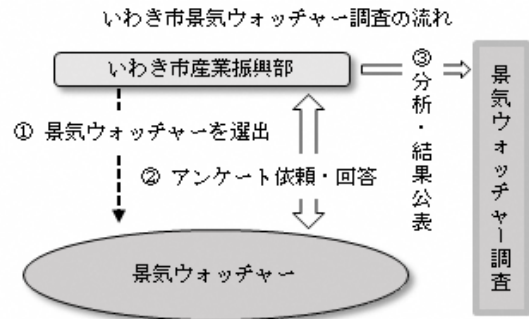 いわき市景気ウォッチャー調査の流れ
いわき市産業振興部
① 景気ウォッチャーを選出
② アンケート依頼・回答
③分析・結果公表
景気ウォッチャー調査
景気ウォッチャー